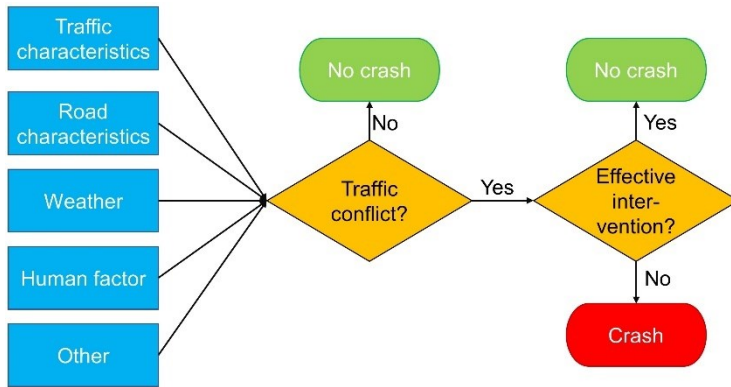 Traffic
characteristics
Road
characteristics
Weather
Human factor
Other
No crash
No
Traffic
conflict?
Yes
No crash
Yes
Effective
inter-
vention?
No
Crash